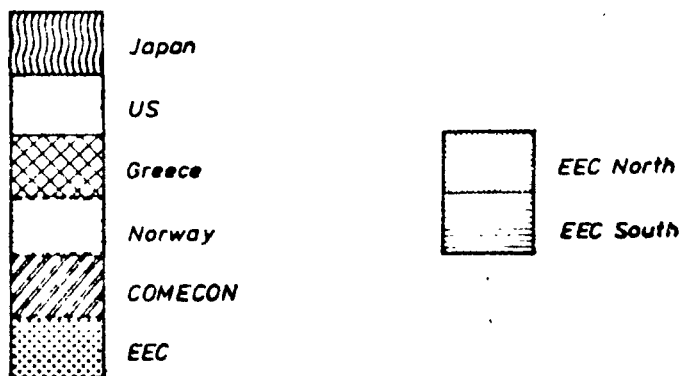 Japan
US
Greece
Norway
COMECON
EEC
EEC North
EEC South